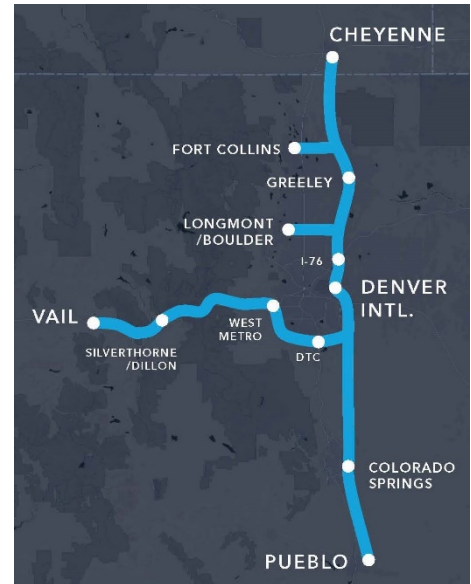 CHEYENNE
FORT COLLINS
GREELEY
LONGMONT
/BOULDER
I-76
DENVER
INTL.
VAIL
WEST
METRO
SILVERTHORNE
/DILLON
DTC
COLORADO
SPRINGS
PUEBLO